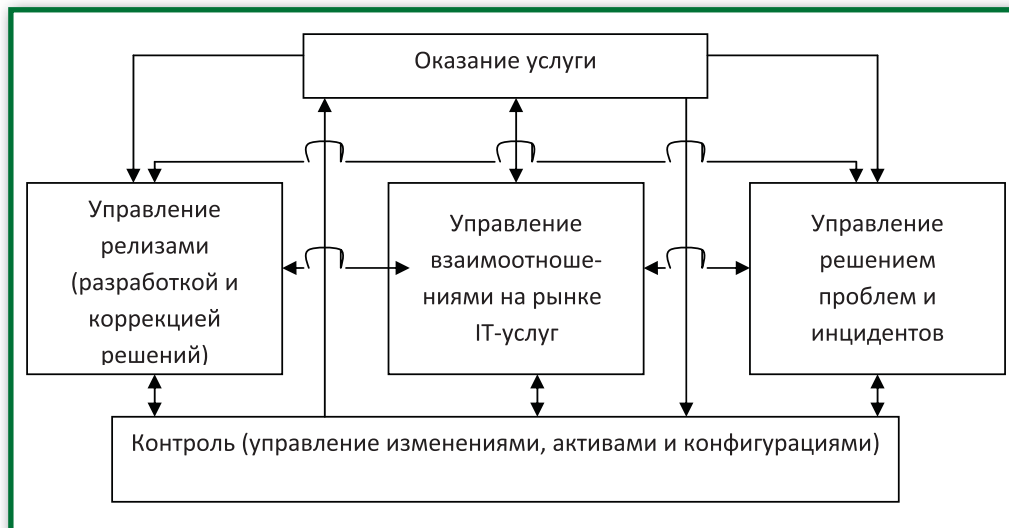 Оказание услуги
Управление
релизами
(разработкой и
коррекцией
решений)
Управление
взаимоотноше-
ниями на рынке
IT-услуг
Управление
решением
проблем и
инцидентов
Контроль (управление изменениями, активами и конфигурациями)